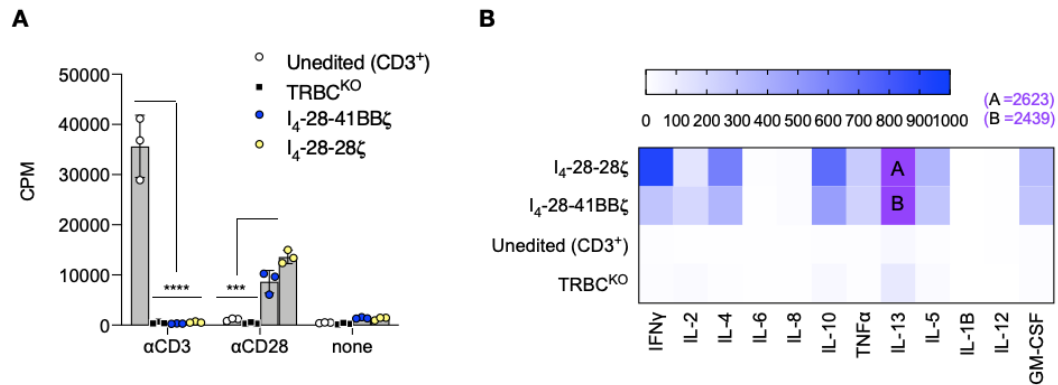 A
CPM
50000
40000
30000
20000
10000
0
****
***
αCD3
αCD28
none
Unedited (CD3⁺)
TRBCᴷᴼ
I₄-28-41BBζ
I₄-28-28ζ
B
0 100 200 300 400 500 600 700 800 900 1000
(A =2623)
(B =2439)
I₄-28-28ζ
A
I₄-28-41BBζ
B
Unedited (CD3⁺)
TRBCᴷᴼ
IFNγ
IL-2
IL-4
IL-6
IL-8
IL-10
TNFα
IL-13
IL-5
IL-1B
IL-12
GM-CSF